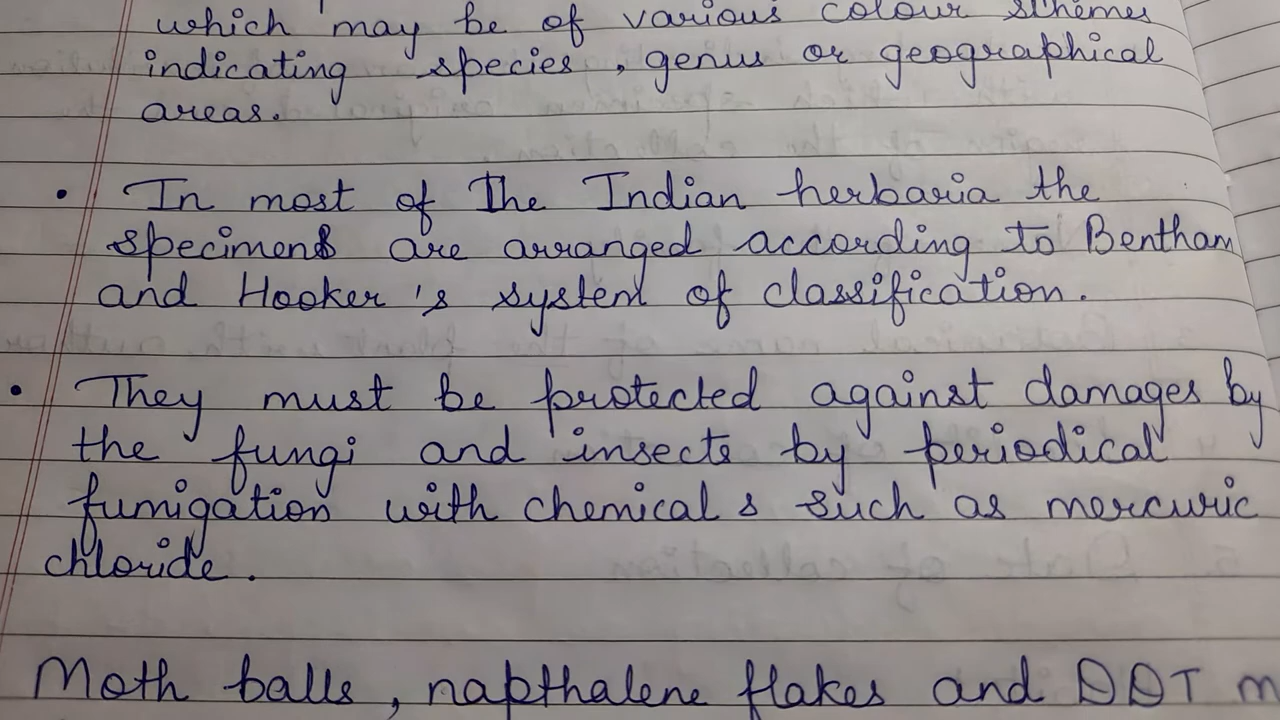 which may be of various colour schemes
indicating species, genus or geographical
areas.
• In most of The Indian herbaria the
specimens are arranged according to Bentham
and Hooker's system of classification.
• They must be protected against damages by
the fungi and insects by periodical
fumigation with chemicals such as mercuric
chloride.
Moth balls, napthalene flakes and DDT m